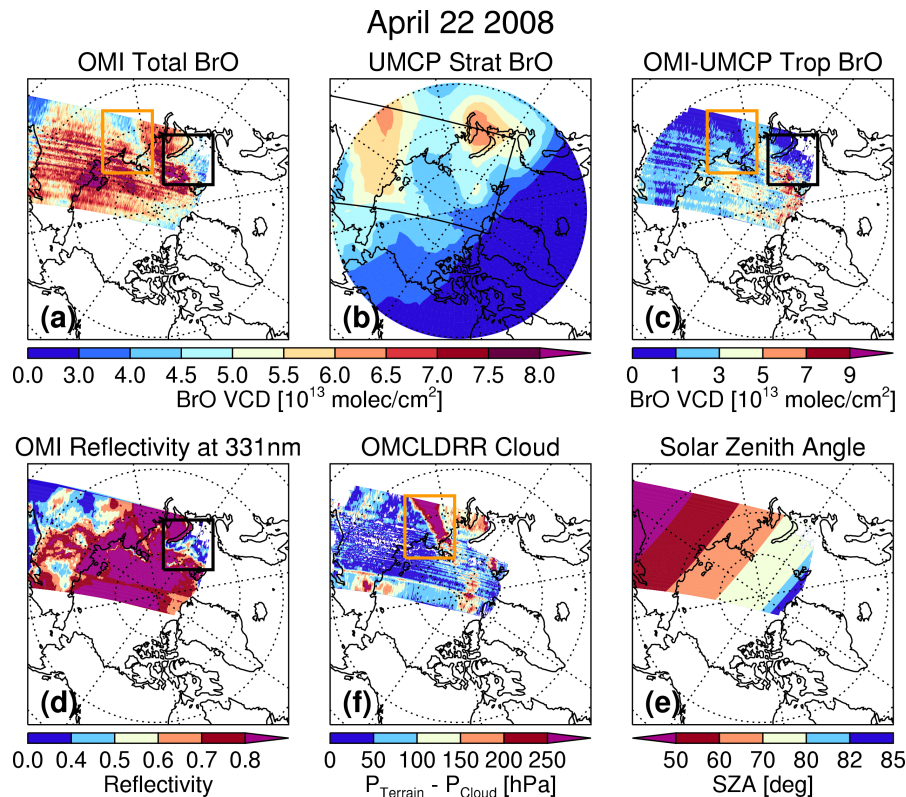 April 22 2008
OMI Total BrO
UMCP Strat BrO
OMI-UMCP Trop BrO
(a)
(b)
(c)
0.0 3.0 4.0 4.5 5.0 5.5 6.0 6.5 7.0 7.5 8.0
BrO VCD [10¹³ molec/cm²]
0 1 3 5 7 9
BrO VCD [10¹³ molec/cm²]
OMI Reflectivity at 331nm
OMCLDRR Cloud
Solar Zenith Angle
(d)
(f)
(e)
0.0 0.4 0.5 0.6 0.7 0.8
Reflectivity
0 50 100 150 200 250
P_Terrain - P_Cloud [hPa]
50 60 70 80 82 85
SZA [deg]